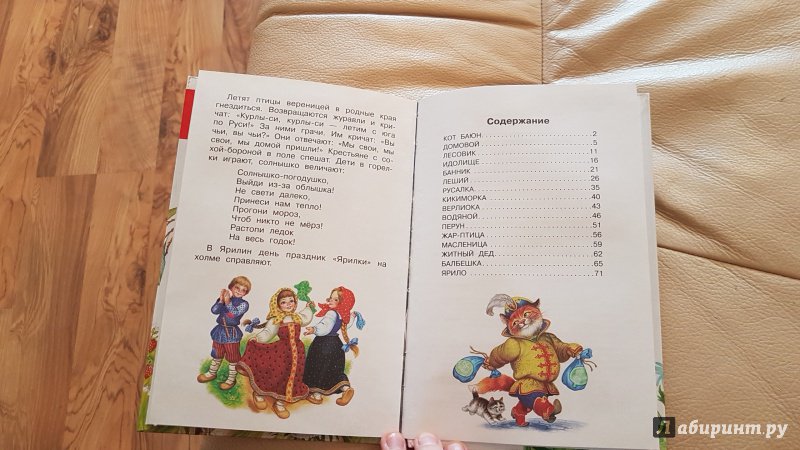 Летят птицы вереницей в родные края
гнездиться. Возвращаются журавли и кри-
чат: «Курлы-си, курлы-си — летим с юга
по Руси!» За ними грачи. Им кричат: «Вы
чьи, вы чьи?» Они отвечают: «Мы свои, мы
свои, мы домой пришли!» Крестьяне с со-
хой-бороной в поле спешат. Дети в горел-
ки играют, солнышко величают:
Солнышко-погодушко,
Выйди из-за облышка!
Не свети далеко,
Принеси нам тепло!
Прогони мороз,
Чтоб никто не мёрз!
Растопи ледок
На весь годок!
В Ярилин день праздник «Ярилки» на
холме справляют.
Содержание
КОТ БАЮН 2
ДОМОВОЙ 5
ЛЕСОВИК 11
ИДОЛИЩЕ 16
БАННИК 21
ЛЕШИЙ 26
РУСАЛКА 35
КИКИМОРКА 40
ВЕРЛИОКА 43
ВОДЯНОЙ 46
ПЕРУН 51
ЖАР-ПТИЦА 56
МАСЛЕНИЦА 59
ЖИТНЫЙ ДЕД 62
БАЛБЕШКА 65
ЯРИЛО 71
Лабиринт.ру